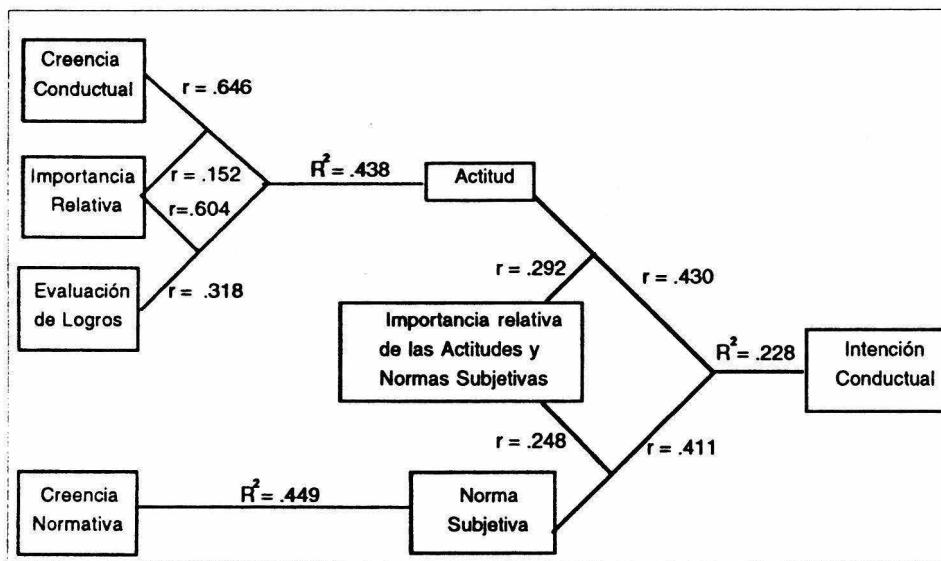 Creencia
Conductual
r = .646
Importancia
Relativa
r = .152
r=.604
R² = .438
Actitud
Evaluación
de Logros
r = .318
r = .292
r = .430
Importancia relativa
de las Actitudes y
Normas Subjetivas
R²= .228
Intención
Conductual
r = .248
r = .411
Creencia
Normativa
R² = .449
Norma
Subjetiva